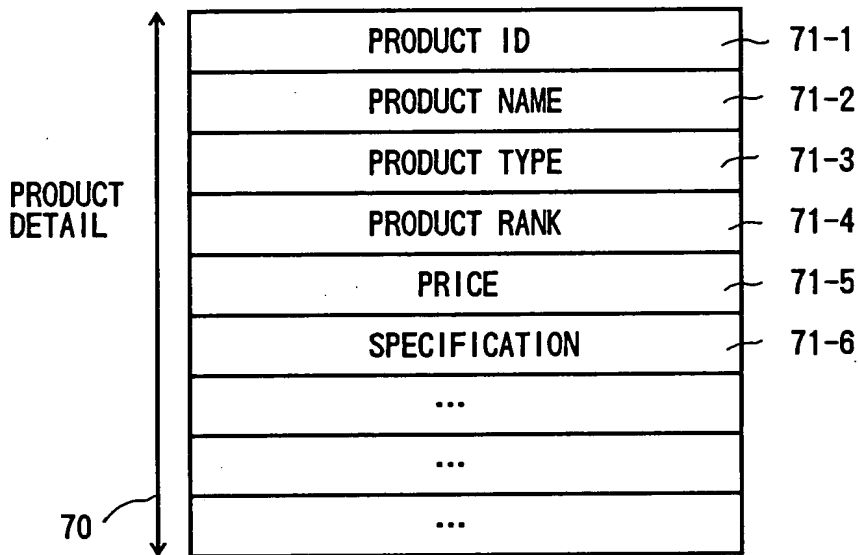 PRODUCT ID 71-1
PRODUCT NAME 71-2
PRODUCT TYPE 71-3
PRODUCT
DETAIL
PRODUCT RANK 71-4
PRICE 71-5
SPECIFICATION 71-6
...
...
...
70